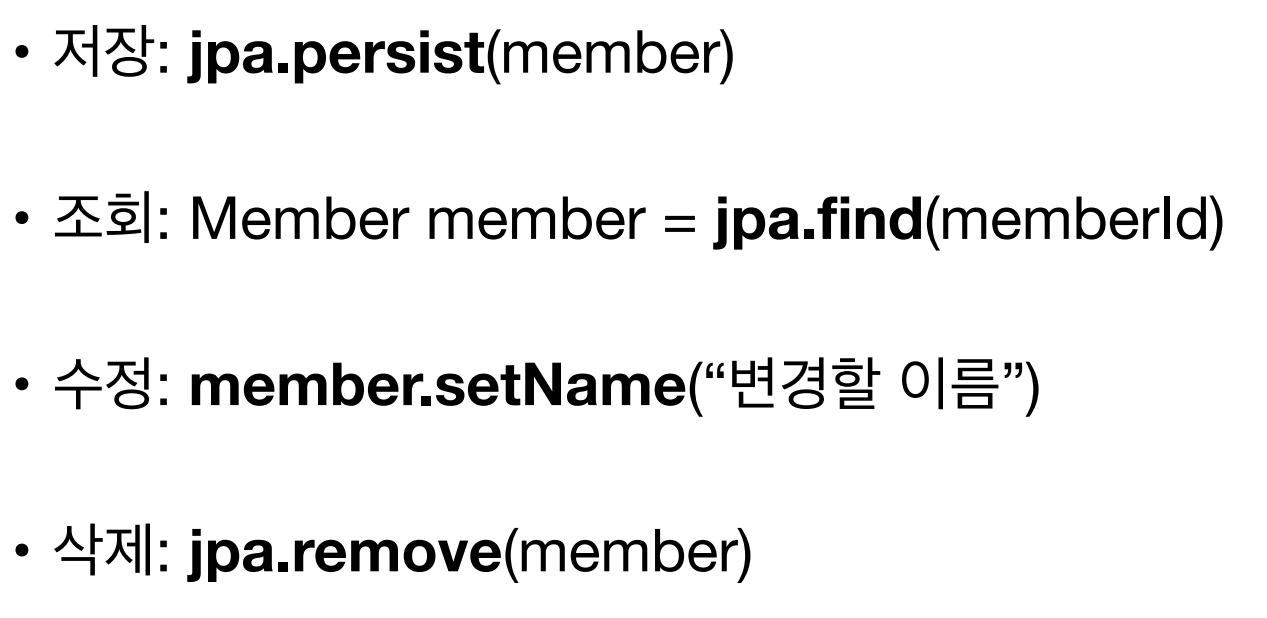 • 저장: jpa.persist(member)
• 조회: Member member = jpa.find(memberId)
• 수정: member.setName(“변경할 이름”)
• 삭제: jpa.remove(member)